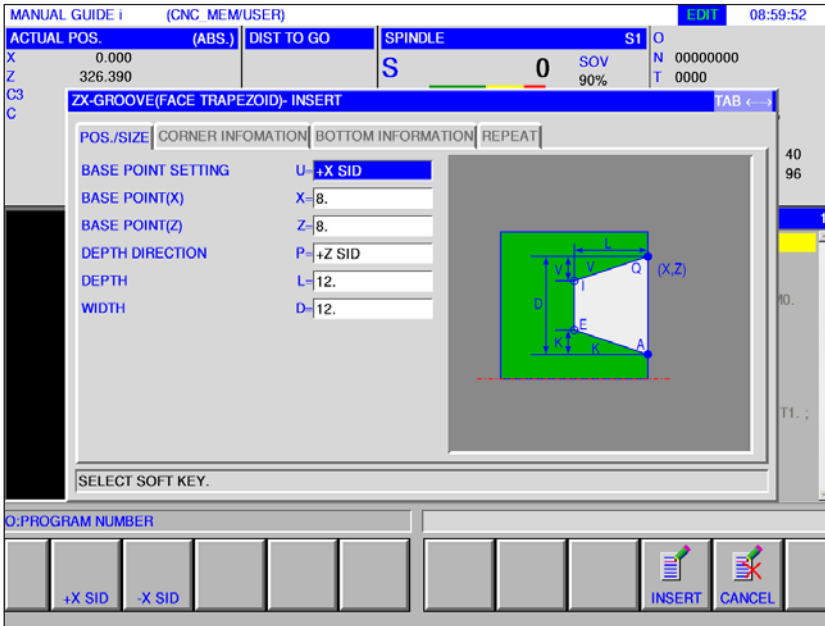 MANUAL GUIDE i (CNC_MEM/USER) EDIT 08:59:52
ACTUAL POS. (ABS.) DIST TO GO SPINDLE S1 O
X 0.000 S 0 SOV N 00000000
Z 326.390 90% T 0000
C3
C
ZX-GROOVE(FACE TRAPEZOID)- INSERT TAB ←→
POS./SIZE CORNER INFOMATION BOTTOM INFORMATION REPEAT
40
96
BASE POINT SETTING U= +X SID
BASE POINT(X) X= 8.
BASE POINT(Z) Z= 8.
DEPTH DIRECTION P= +Z SID
DEPTH L= 12.
WIDTH D= 12.
L
V V Q (X,Z)
I
D
E
K K A
1
M0.
T1. ;
SELECT SOFT KEY.
O:PROGRAM NUMBER
+X SID -X SID INSERT CANCEL